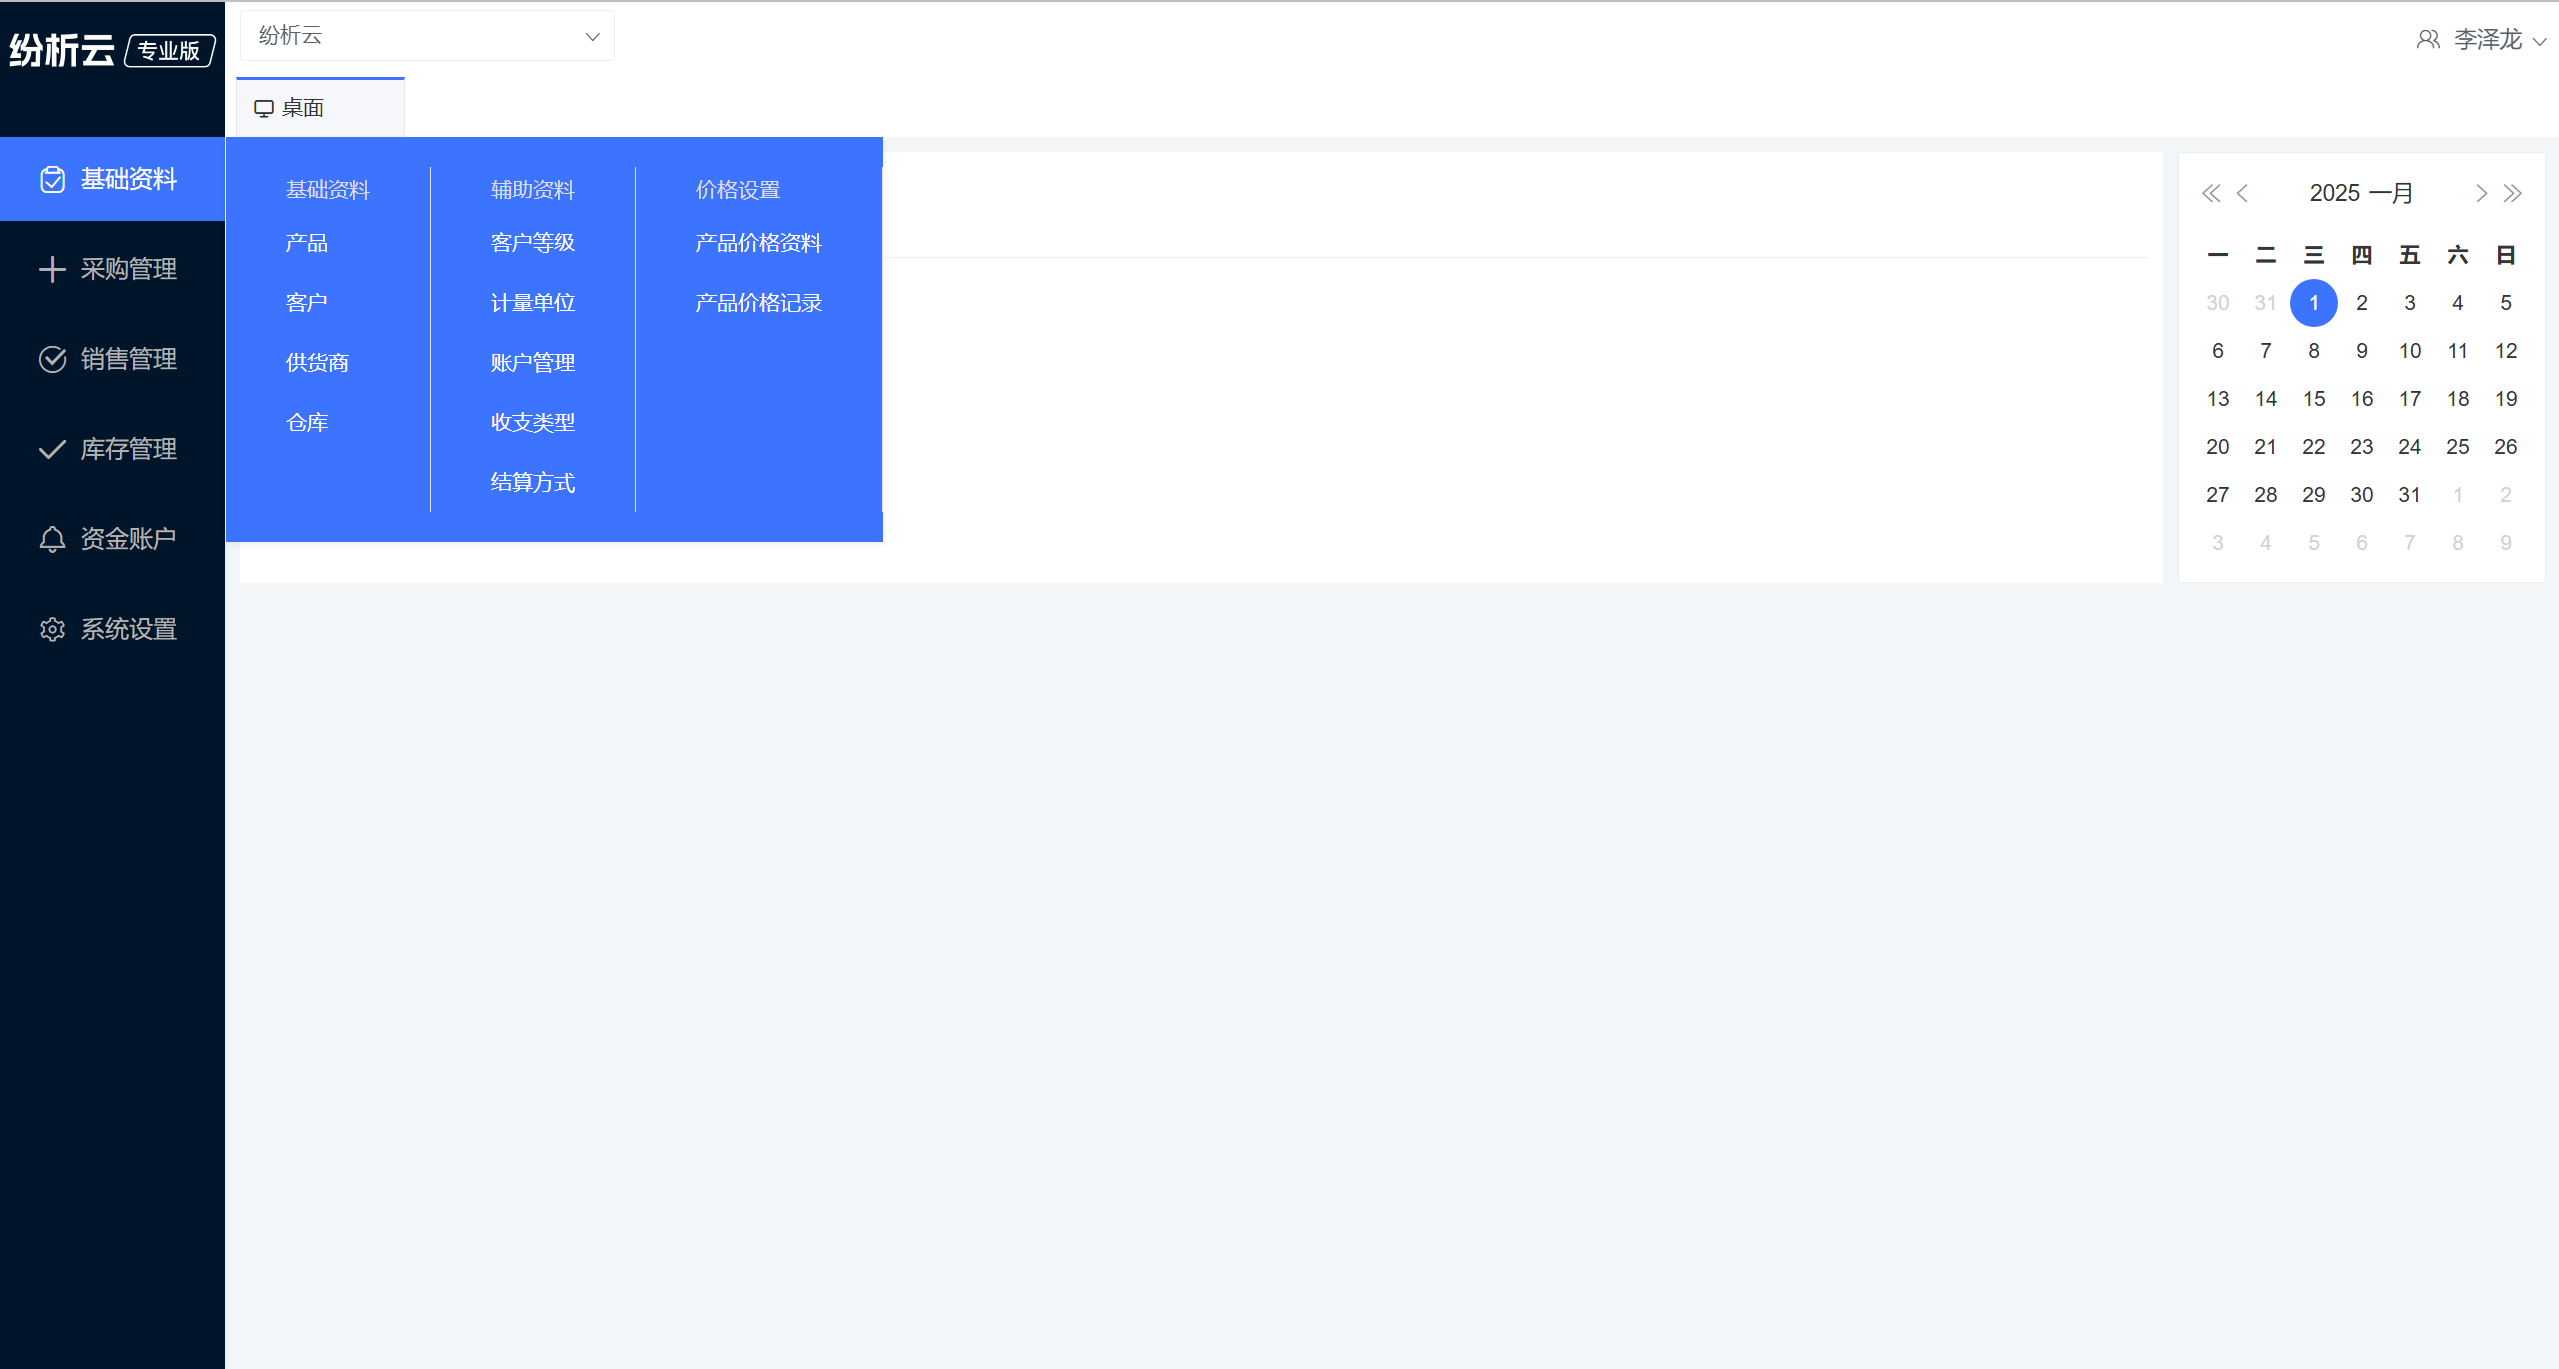 纷析云 专业版
纷析云
李泽龙
桌面
基础资料
采购管理
销售管理
库存管理
资金账户
系统设置
基础资料
产品
客户
供货商
仓库
辅助资料
客户等级
计量单位
账户管理
收支类型
结算方式
价格设置
产品价格资料
产品价格记录
2025 一月
一 二 三 四 五 六 日
30 31 1 2 3 4 5
6 7 8 9 10 11 12
13 14 15 16 17 18 19
20 21 22 23 24 25 26
27 28 29 30 31 1 2
3 4 5 6 7 8 9